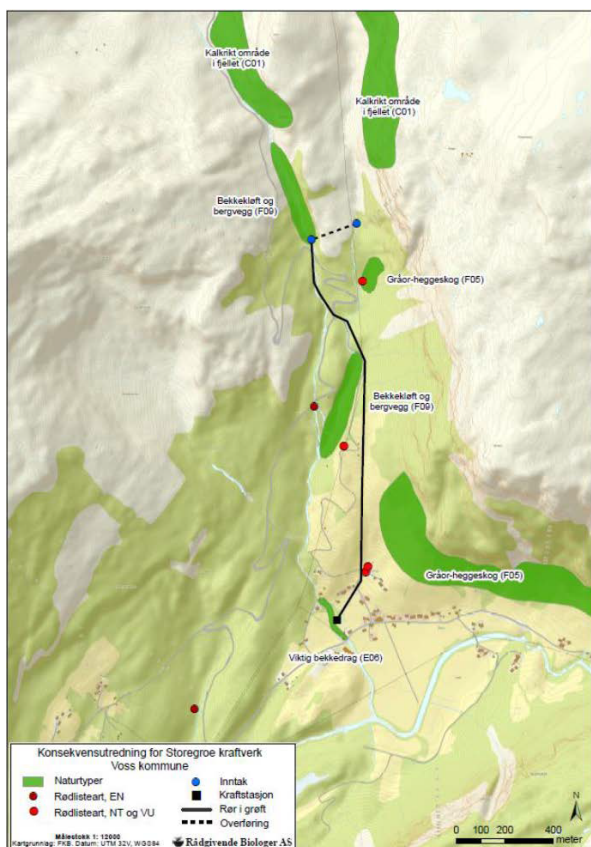 Kalkrikt område
i fjellet (C01)
Kalkrikt område
i fjellet (C01)
Bekkekløft og
bergvegg (F09)
Gråor-heggeskog (F05)
Bekkekløft og
bergvegg (F09)
Gråor-heggeskog (F05)
Viktig bekkedrag (E06)
Konsekvensutredning for Storegroe kraftverk
Voss kommune
Naturtyper
Rødlisteart, EN
Rødlisteart, NT og VU
Inntak
Kraftstasjon
Rør i grøft
Overføring
Målestokk 1: 12000
Kartgrunnlag: FKB. Datum: UTM 32V, WGS84
Rådgivende Biologer AS
N
0 100 200 400
meter